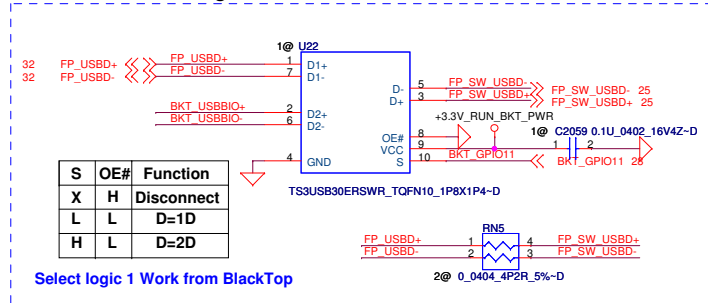 1@ U22
32 FP_USBD+ FP_USBD+ 1 D1+
32 FP_USBD- FP_USBD- 7 D1-
D- 5 FP_SW_USBD- FP_SW_USBD- 25
D+ 3 FP_SW_USBD+ FP_SW_USBD+ 25
BKT_USBBIO+ 2 D2+
BKT_USBBIO- 6 D2-
+3.3V_RUN_BKT_PWR
OE# 8
1@ C2059 0.1U_0402_16V4Z~D
VCC 9 1 2
4 GND S 10 BKT_GPIO11 BKT_GPIO11 28
TS3USB30ERSWR_TQFN10_1P8X1P4~D
S OE# Function
X H Disconnect
L L D=1D
H L D=2D
RN5
FP_USBD+ 1 4 FP_SW_USBD+
FP_USBD- 2 3 FP_SW_USBD-
2@ 0_0404_4P2R_5%~D
Select logic 1 Work from BlackTop